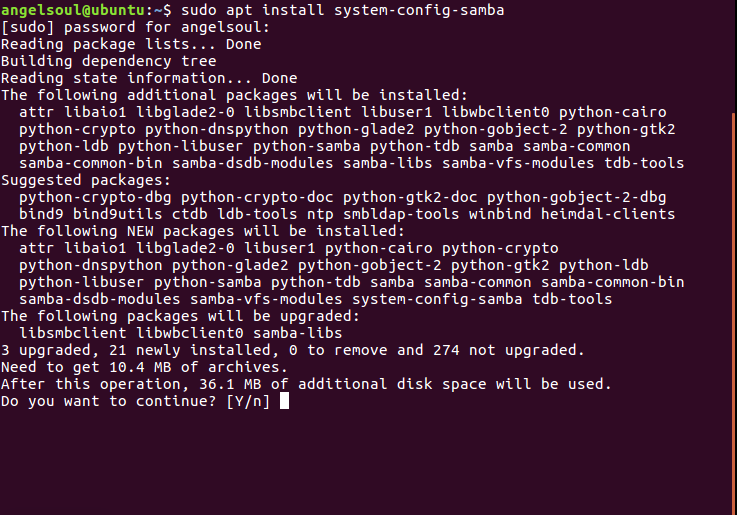 angelsoul@ubuntu:~$ sudo apt install system-config-samba
[sudo] password for angelsoul:
Reading package lists... Done
Building dependency tree
Reading state information... Done
The following additional packages will be installed:
  attr libaio1 libglade2-0 libsmbclient libuser1 libwbclient0 python-cairo
  python-crypto python-dnspython python-glade2 python-gobject-2 python-gtk2
  python-ldb python-libuser python-samba python-tdb samba samba-common
  samba-common-bin samba-dsdb-modules samba-libs samba-vfs-modules tdb-tools
Suggested packages:
  python-crypto-dbg python-crypto-doc python-gtk2-doc python-gobject-2-dbg
  bind9 bind9utils ctdb ldb-tools ntp smbldap-tools winbind heimdal-clients
The following NEW packages will be installed:
  attr libaio1 libglade2-0 libuser1 python-cairo python-crypto
  python-dnspython python-glade2 python-gobject-2 python-gtk2 python-ldb
  python-libuser python-samba python-tdb samba samba-common samba-common-bin
  samba-dsdb-modules samba-vfs-modules system-config-samba tdb-tools
The following packages will be upgraded:
  libsmbclient libwbclient0 samba-libs
3 upgraded, 21 newly installed, 0 to remove and 274 not upgraded.
Need to get 10.4 MB of archives.
After this operation, 36.1 MB of additional disk space will be used.
Do you want to continue? [Y/n]